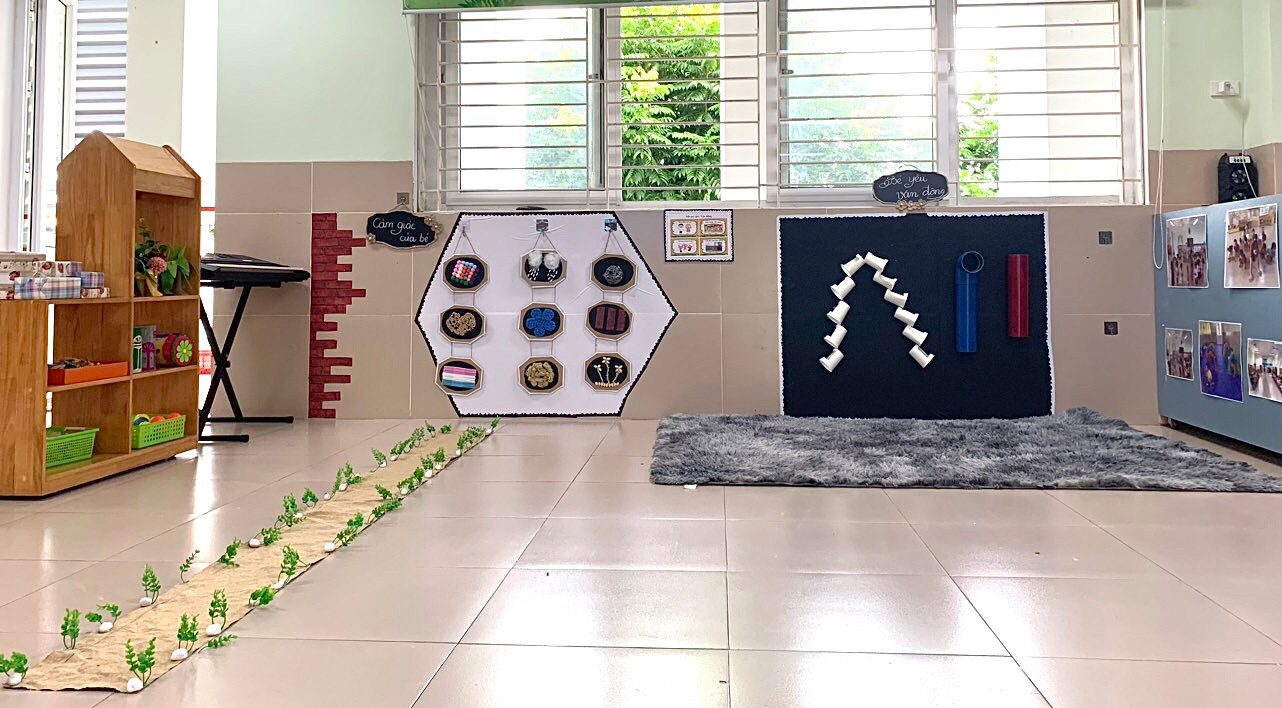 Cảm giác
của bé
Bé yêu
vận động